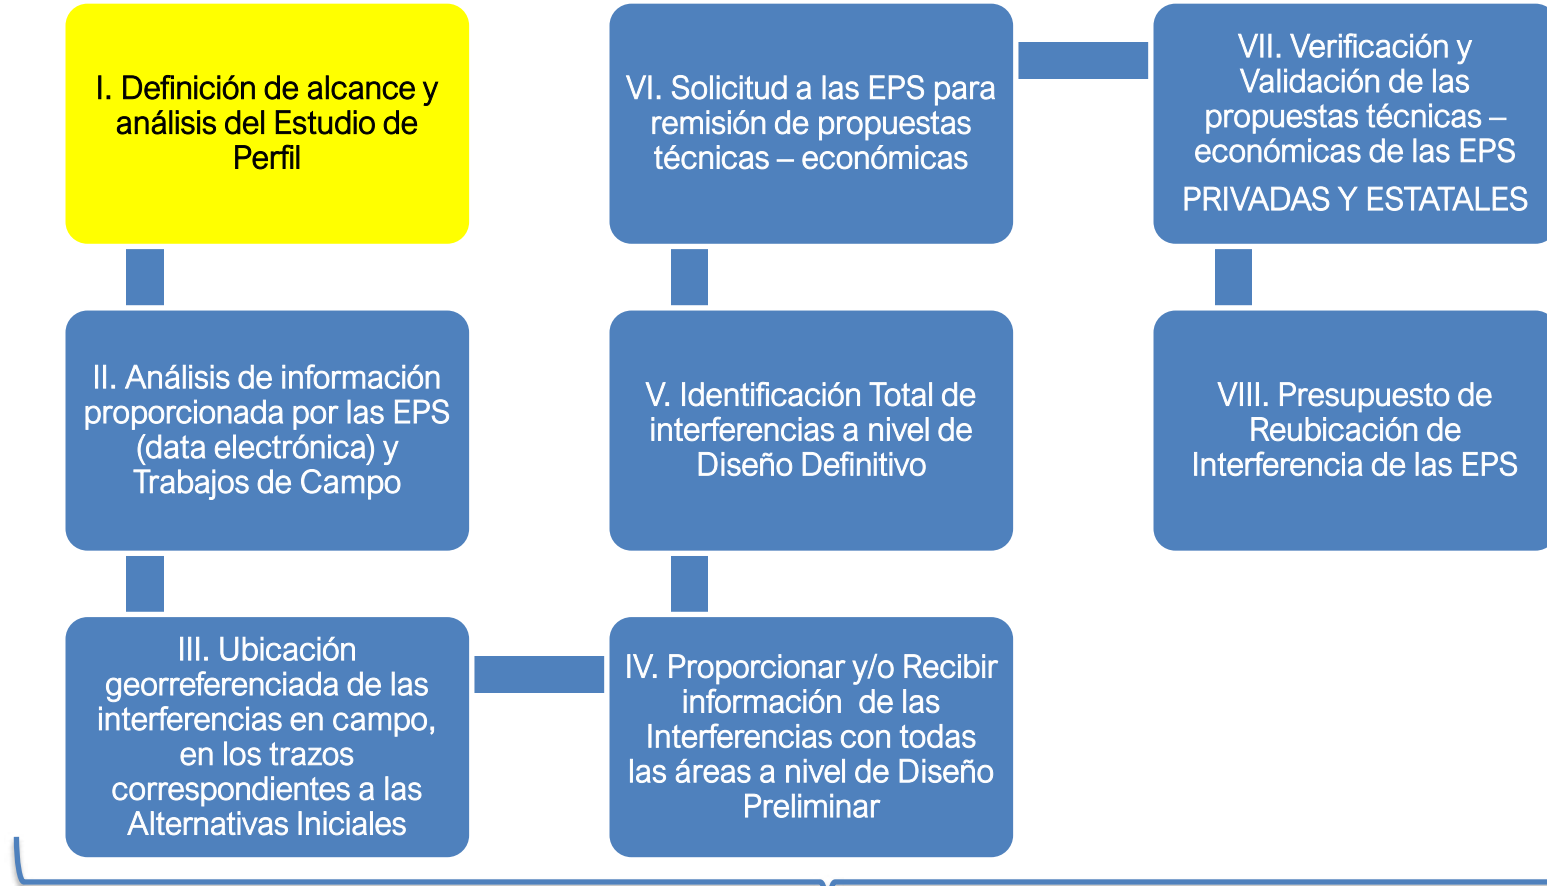 I. Definición de alcance y
análisis del Estudio de
Perfil
II. Análisis de información
proporcionada por las EPS
(data electrónica) y
Trabajos de Campo
III. Ubicación
georreferenciada de las
interferencias en campo,
en los trazos
correspondientes a las
Alternativas Iniciales
IV. Proporcionar y/o Recibir
información de las
Interferencias con todas
las áreas a nivel de Diseño
Preliminar
V. Identificación Total de
interferencias a nivel de
Diseño Definitivo
VI. Solicitud a las EPS para
remisión de propuestas
técnicas – económicas
VII. Verificación y
Validación de las
propuestas técnicas –
económicas de las EPS
PRIVADAS Y ESTATALES
VIII. Presupuesto de
Reubicación de
Interferencia de las EPS